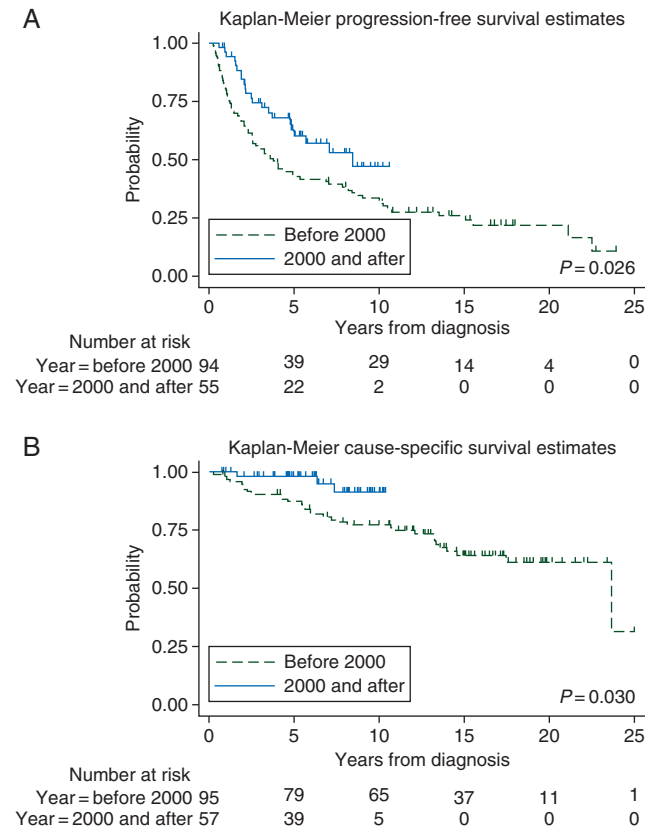 A
Kaplan-Meier progression-free survival estimates
1.00
0.75
0.50
0.25
0.00
Probability
Before 2000
2000 and after
P = 0.026
0 5 10 15 20 25
Years from diagnosis
Number at risk
Year = before 2000 94 39 29 14 4 0
Year = 2000 and after 55 22 2 0 0 0
B
Kaplan-Meier cause-specific survival estimates
1.00
0.75
0.50
0.25
0.00
Probability
Before 2000
2000 and after
P = 0.030
0 5 10 15 20 25
Years from diagnosis
Number at risk
Year = before 2000 95 79 65 37 11 1
Year = 2000 and after 57 39 5 0 0 0